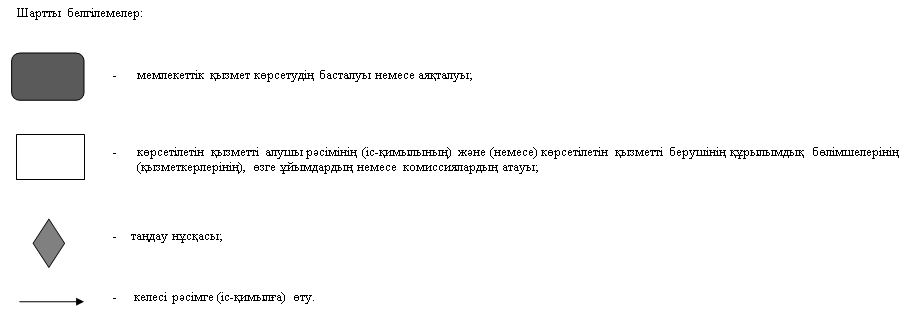 Шартты белгілемелер:
- мемлекеттік қызмет көрсетудің басталуы немесе аяқталуы;
- көрсетілетін қызметті алушы рәсімінің (іс-қимылының) және (немесе) көрсетілетін қызметті берушінің құрылымдық бөлімшелерінің
(қызметкерлерінің), өзге ұйымдардың немесе комиссиялардың атауы;
- таңдау нұсқасы;
- келесі рәсімге (іс-қимылға) өту.